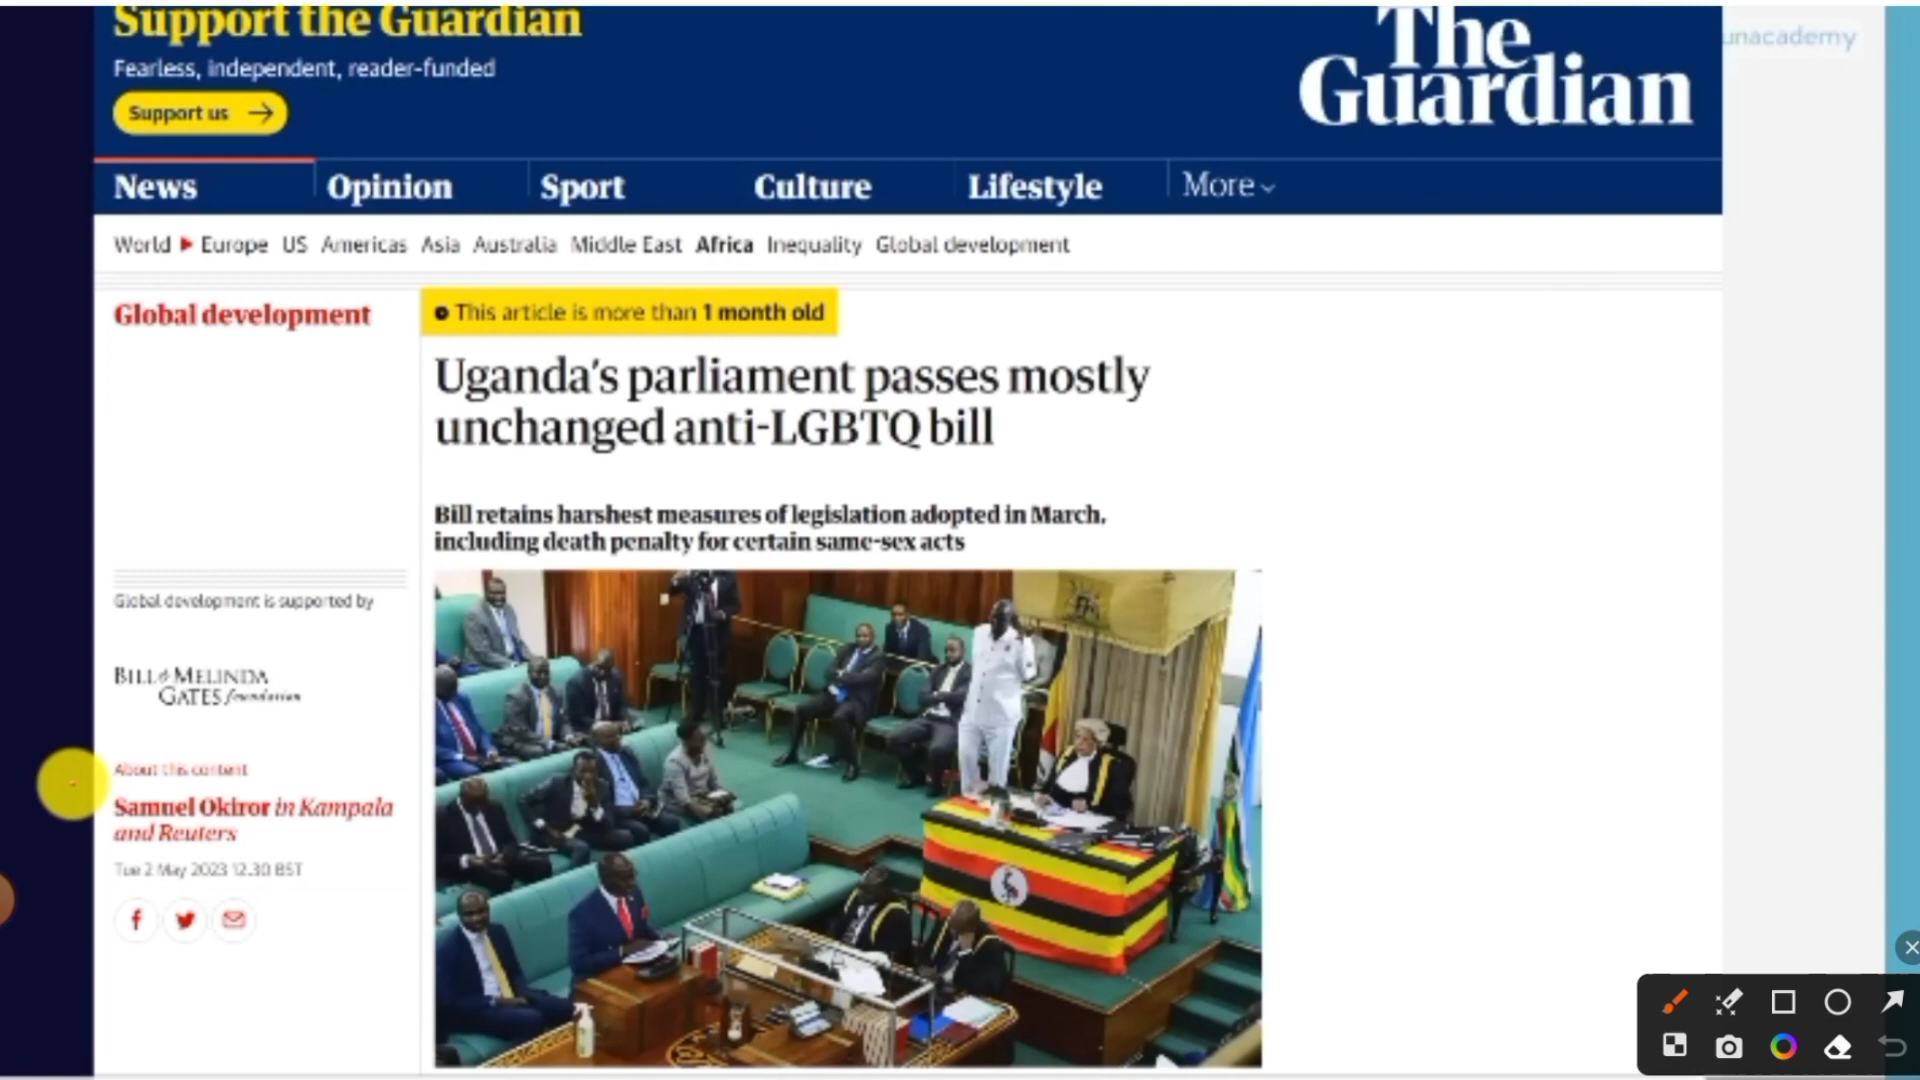 Support the Guardian
Fearless, independent, reader-funded
Support us
The
Guardian
unacademy
News Opinion Sport Culture Lifestyle More
World Europe US Americas Asia Australia Middle East Africa Inequality Global development
Global development
This article is more than 1 month old
Uganda's parliament passes mostly
unchanged anti-LGBTQ bill
Bill retains harshest measures of legislation adopted in March,
including death penalty for certain same-sex acts
Global development is supported by
BILL & MELINDA
GATES foundation
About this content
Samuel Okiror in Kampala
and Reuters
Tue 2 May 2023 12.30 BST